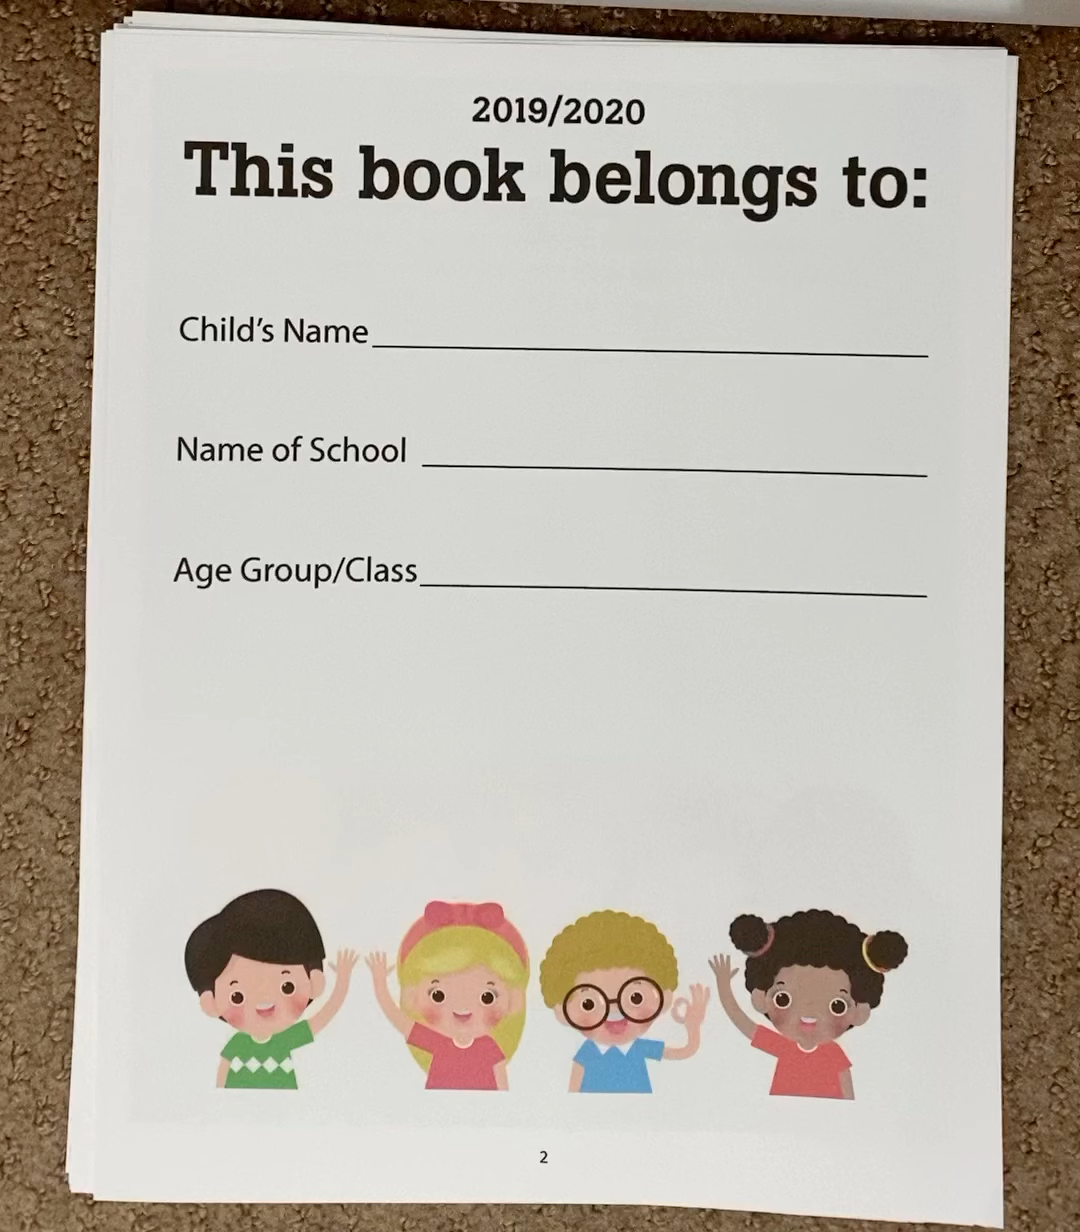 2019/2020
This book belongs to:
Child's Name
Name of School
Age Group/Class
2